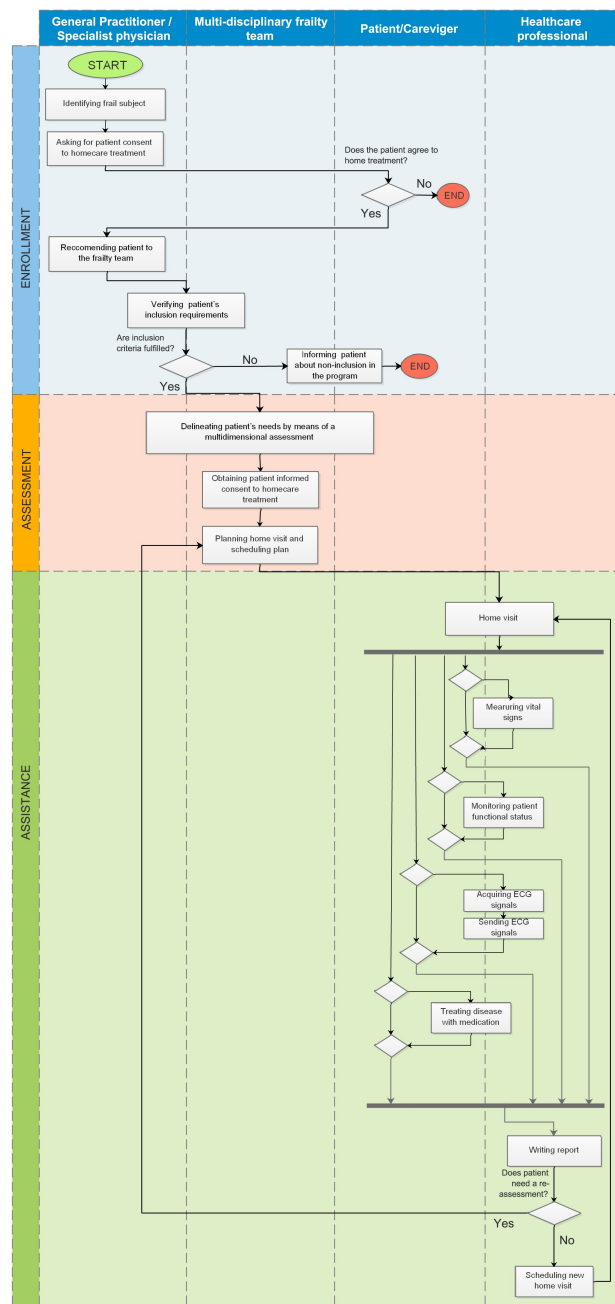 General Practitioner /
Specialist physician
Multi-disciplinary frailty
team
Patient/Careviger
Healthcare
professional
ENROLLMENT
START
Identifying frail subject
Asking for patient consent
to homecare treatment
Does the patient agree to
home treatment?
No
END
Yes
Reccomending patient to
the frailty team
Verifying patient's
inclusion requirements
Are inclusion
criteria fulfilled?
No
Informing patient
about non-inclusion in
the program
END
Yes
ASSESSMENT
Delineating patient's needs by means of a
multidimensional assessment
Obtaining patient informed
consent to homecare
treatment
Planning home visit and
scheduling plan
ASSISTANCE
Home visit
Mearuring vital
signs
Monitoring patient
functional status
Acquiring ECG
signals
Sending ECG
signals
Treating disease
with medication
Writing report
Does patient
need a re-
assessment?
Yes
No
Scheduling new
home visit